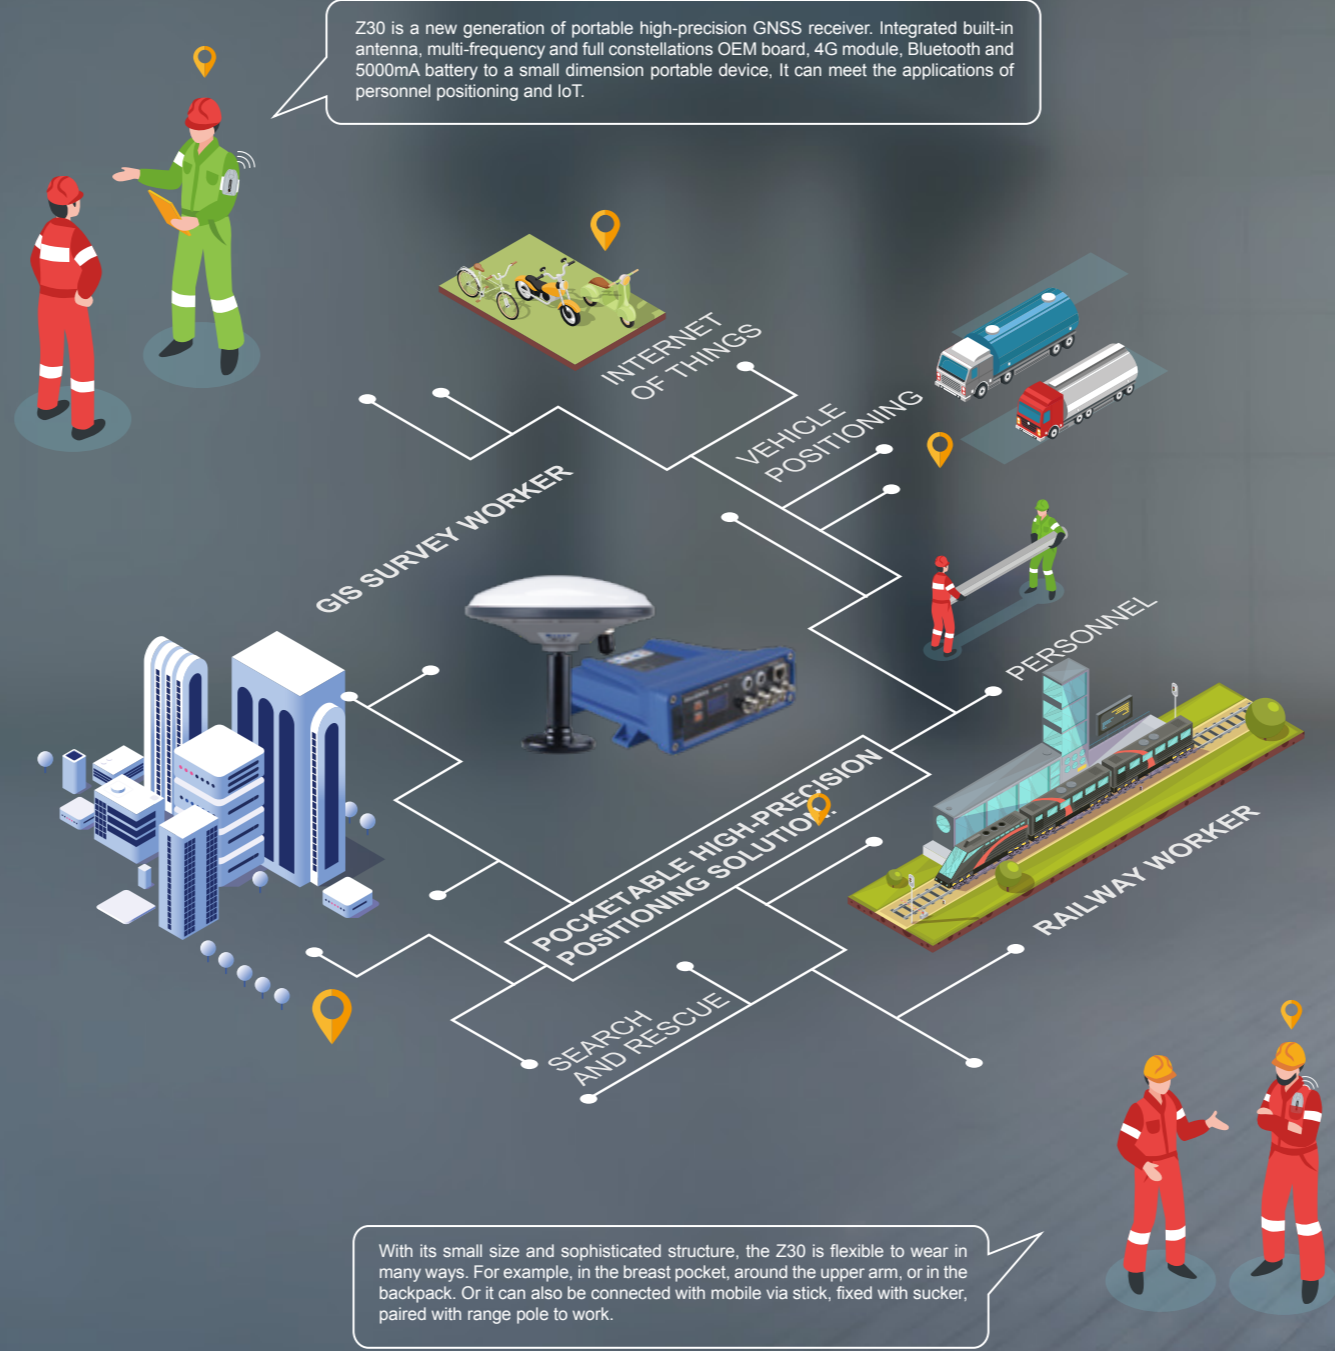 Z30 is a new generation of portable high-precision GNSS receiver. Integrated built-in
antenna, multi-frequency and full constellations OEM board, 4G module, Bluetooth and
5000mA battery to a small dimension portable device, It can meet the applications of
personnel positioning and IoT.
INTERNET
OF THINGS
VEHICLE
POSITIONING
GIS SURVEY WORKER
PERSONNEL
POCKETABLE HIGH-PRECISION
POSITIONING SOLUTION.
RAILWAY WORKER
SEARCH
AND RESCUE
With its small size and sophisticated structure, the Z30 is flexible to wear in
many ways. For example, in the breast pocket, around the upper arm, or in the
backpack. Or it can also be connected with mobile via stick, fixed with sucker,
paired with range pole to work.